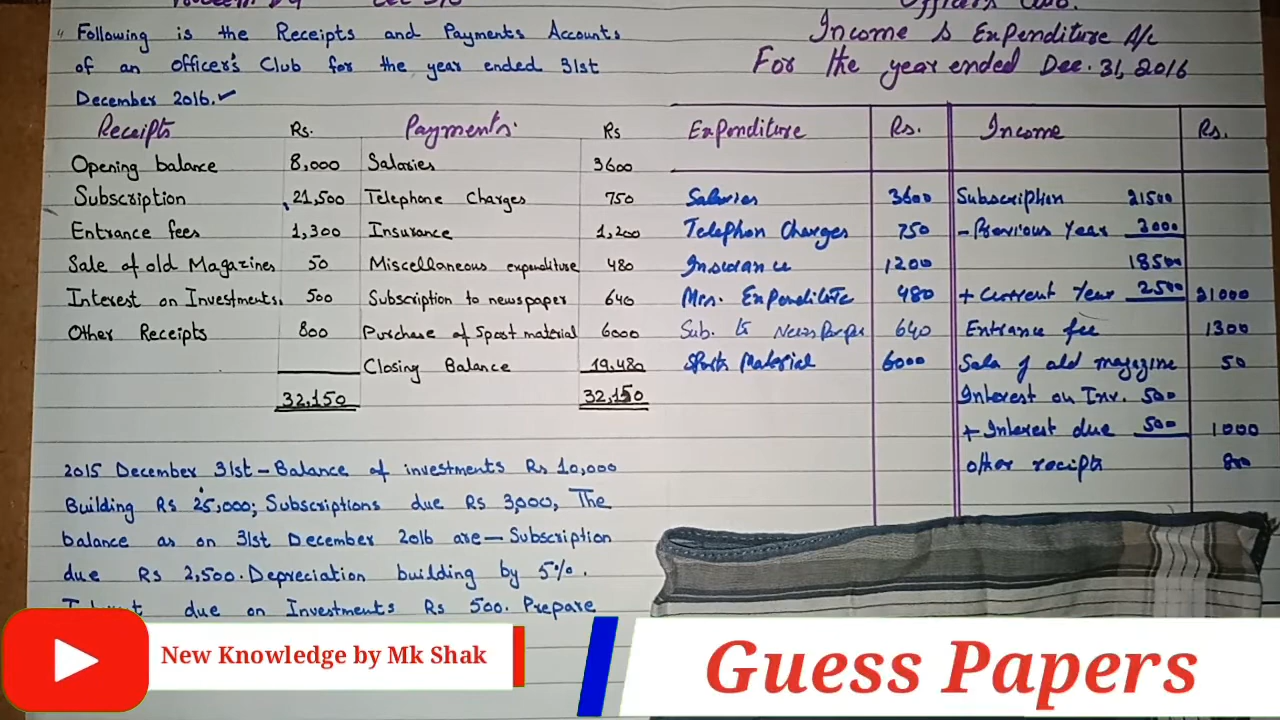 Following is the Receipts and Payments Accounts
of an officer's Club for the year ended 31st
December 2016.
Receipts Rs. Payments. Rs
Opening balance 8,000 Salaries 3600
Subscription 21,500 Telephone Charges 750
Entrance fees 1,300 Insurance 1,200
Sale of old Magazines 50 Miscellaneous expenditure 480
Interest on Investments. 500 Subscription to newspaper 640
Other Receipts 800 Purchase of Sport material 6000
Closing Balance 19,480
32,150 32,150
2015 December 31st – Balance of investments Rs 10,000
Building Rs 25,000; Subscriptions due Rs 3,000, The
balance as on 31st December 2016 are – Subscription
due Rs 2,500. Depreciation building by 5%.
due on Investments Rs 500. Prepare
Officers Club.
Income & Expenditure A/c
For the year ended Dec. 31, 2016
Expenditure Rs. Income Rs.
Salaries 3600 Subscription 21500
Telephon Charges 750 - Previous Year 3000
Insurance 1200 18500
Mis. Expenditure 480 + Current Year 2500 21000
Sub. to News Paper 640 Entrance fee 1300
Sports Material 6000 Sale of old magazine 50
Interest on Inv. 500
+ Interest due 500 1000
other recipts 800
New Knowledge by Mk Shak
Guess Papers